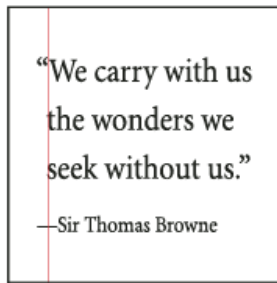 “We carry with us
the wonders we
seek without us.”
—Sir Thomas Browne